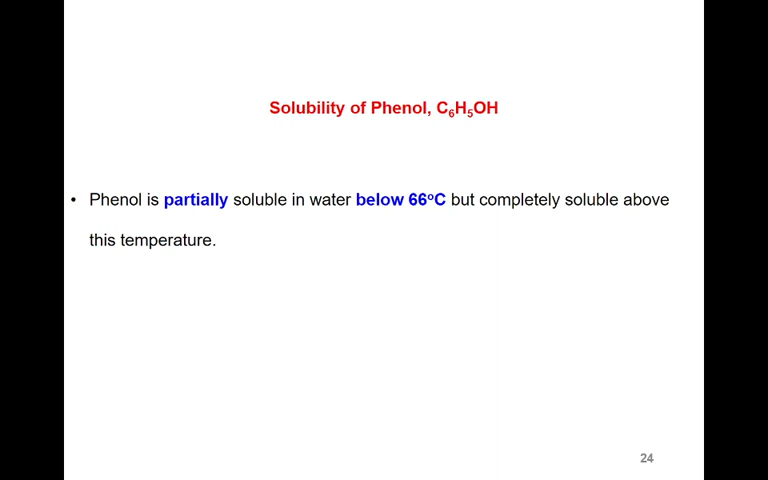 Solubility of Phenol, C₆H₅OH
• Phenol is partially soluble in water below 66ºC but completely soluble above
this temperature.
24